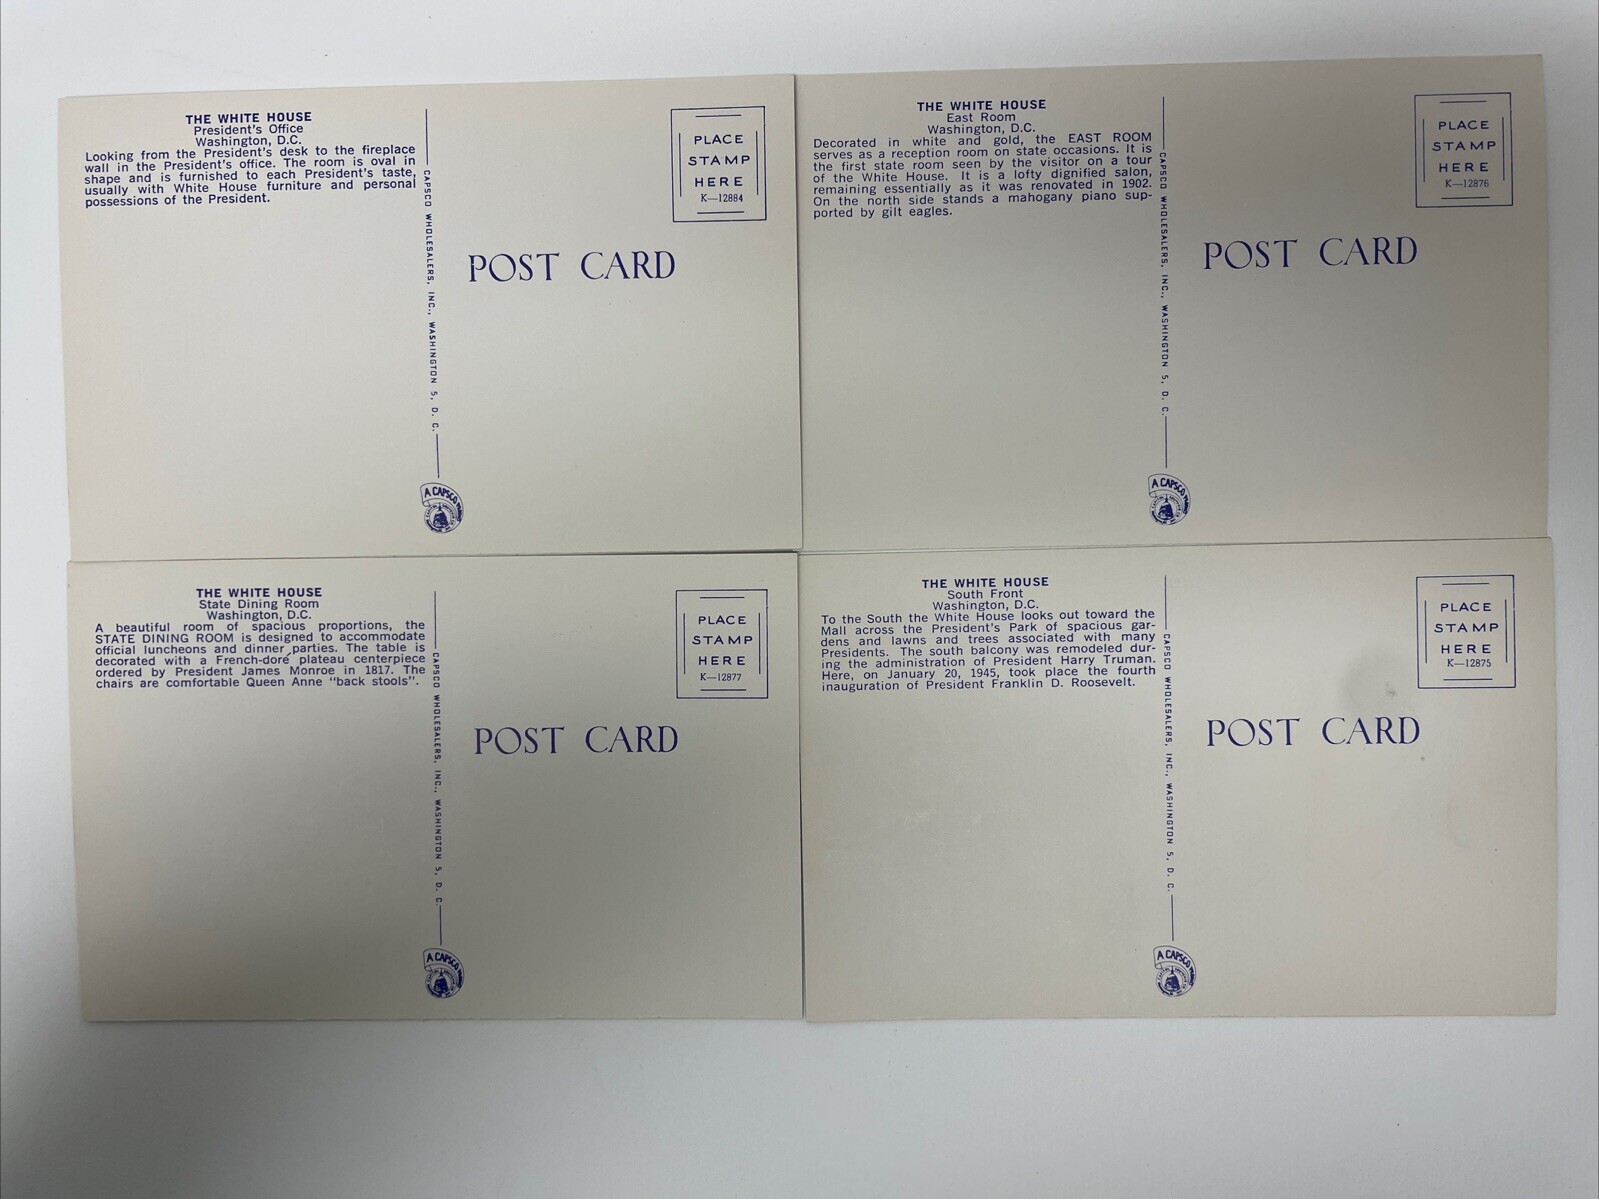 THE WHITE HOUSE
President's Office
Washington, D.C.
Looking from the President's desk to the fireplace
wall in the President's office. The room is oval in
shape and is furnished to each President's taste,
usually with White House furniture and personal
possessions of the President.
CAPSCO WHOLESALERS, INC., WASHINGTON 5, D. C.
PLACE
STAMP
HERE
K—12884
POST CARD
A CAPSCO
THE WHITE HOUSE
East Room
Washington, D.C.
Decorated in white and gold, the EAST ROOM
serves as a reception room on state occasions. It is
the first state room seen by the visitor on a tour
of the White House. It is a lofty dignified salon,
remaining essentially as it was renovated in 1902.
On the north side stands a mahogany piano sup-
ported by gilt eagles.
CAPSCO WHOLESALERS, INC., WASHINGTON 5, D. C.
PLACE
STAMP
HERE
K—12876
POST CARD
A CAPSCO
THE WHITE HOUSE
State Dining Room
Washington, D.C.
A beautiful room of spacious proportions, the
STATE DINING ROOM is designed to accommodate
official luncheons and dinner parties. The table is
decorated with a French-doré plateau centerpiece
ordered by President James Monroe in 1817. The
chairs are comfortable Queen Anne "back stools".
CAPSCO WHOLESALERS, INC., WASHINGTON 5, D. C.
PLACE
STAMP
HERE
K—12877
POST CARD
A CAPSCO
THE WHITE HOUSE
South Front
Washington, D.C.
To the South the White House looks out toward the
Mall across the President's Park of spacious gar-
dens and lawns and trees associated with many
Presidents. The south balcony was remodeled dur-
ing the administration of President Harry Truman.
Here, on January 20, 1945, took place the fourth
inauguration of President Franklin D. Roosevelt.
CAPSCO WHOLESALERS, INC., WASHINGTON 5, D. C.
PLACE
STAMP
HERE
K—12875
POST CARD
A CAPSCO